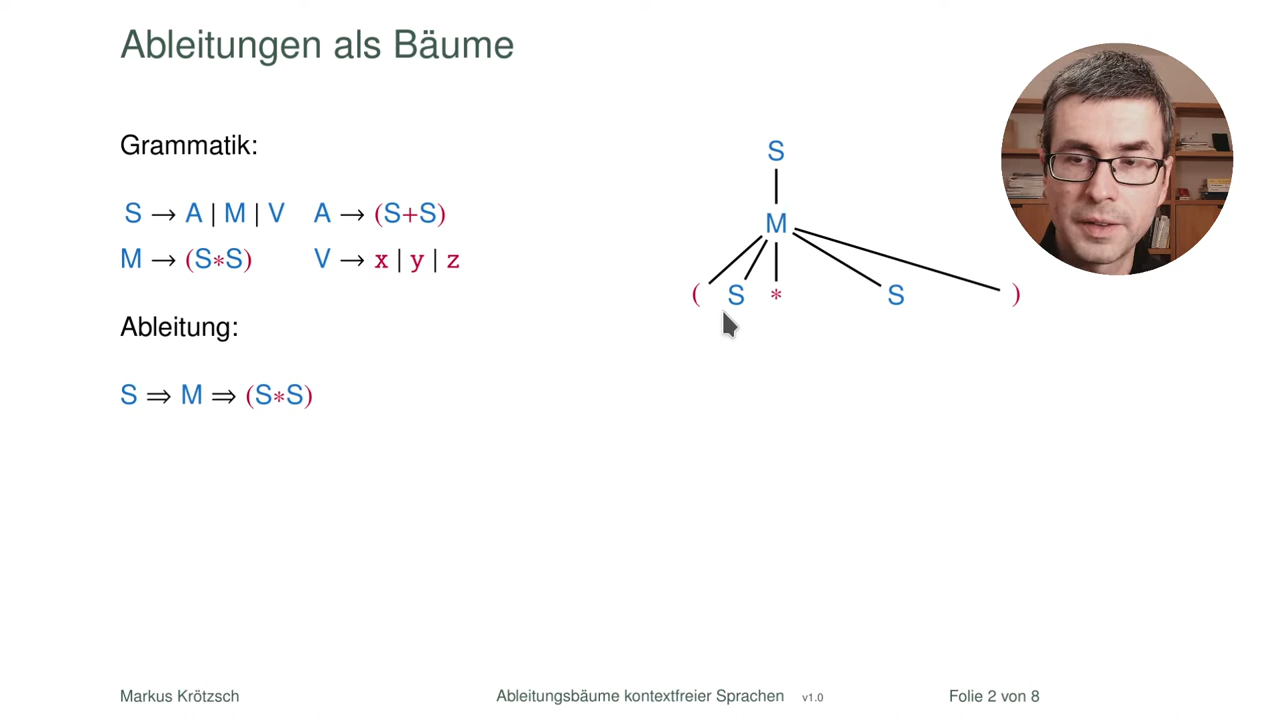 Ableitungen als Bäume
Grammatik:
S → A | M | V A → (S+S)
M → (S∗S) V → x | y | z
Ableitung:
S ⇒ M ⇒ (S∗S)
S
M
( S ∗ S )
Markus Krötzsch Ableitungsbäume kontextfreier Sprachen v1.0 Folie 2 von 8